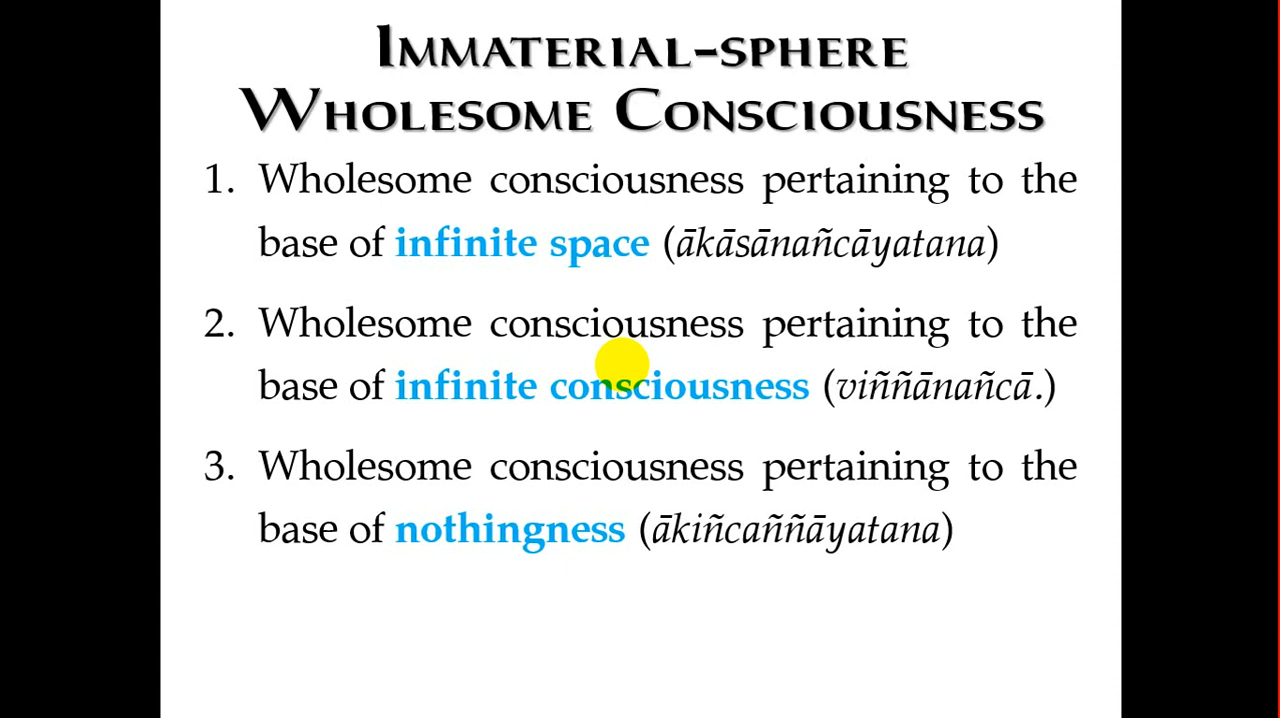 IMMATERIAL-SPHERE
WHOLESOME CONSCIOUSNESS
1. Wholesome consciousness pertaining to the
base of infinite space (ākāsānañcāyatana)
2. Wholesome consciousness pertaining to the
base of infinite consciousness (viññānañcā.)
3. Wholesome consciousness pertaining to the
base of nothingness (ākiñcaññāyatana)